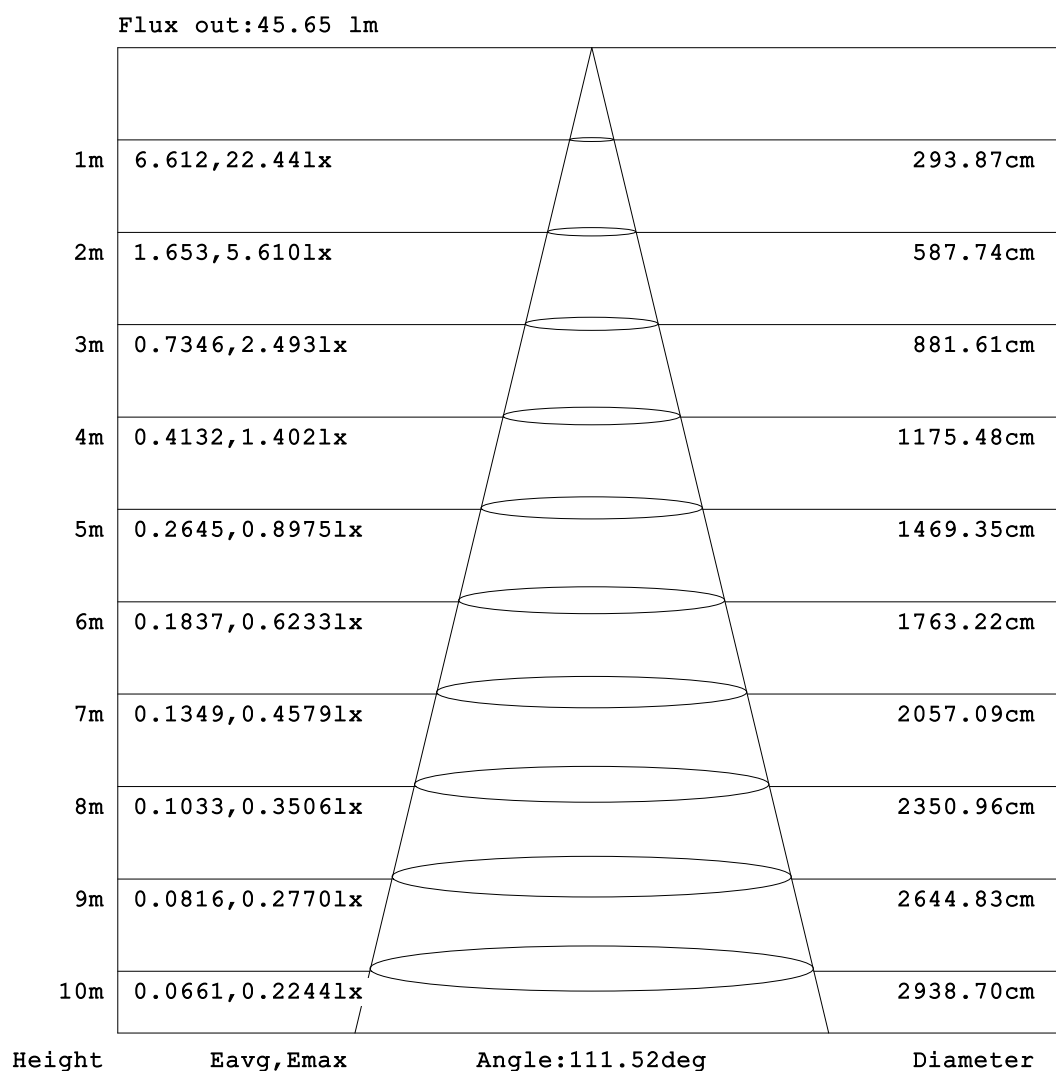 Flux out:45.65 lm
1m 6.612,22.44lx 293.87cm
2m 1.653,5.610lx 587.74cm
3m 0.7346,2.493lx 881.61cm
4m 0.4132,1.402lx 1175.48cm
5m 0.2645,0.8975lx 1469.35cm
6m 0.1837,0.6233lx 1763.22cm
7m 0.1349,0.4579lx 2057.09cm
8m 0.1033,0.3506lx 2350.96cm
9m 0.0816,0.2770lx 2644.83cm
10m 0.0661,0.2244lx 2938.70cm
Height Eavg,Emax Angle:111.52deg Diameter